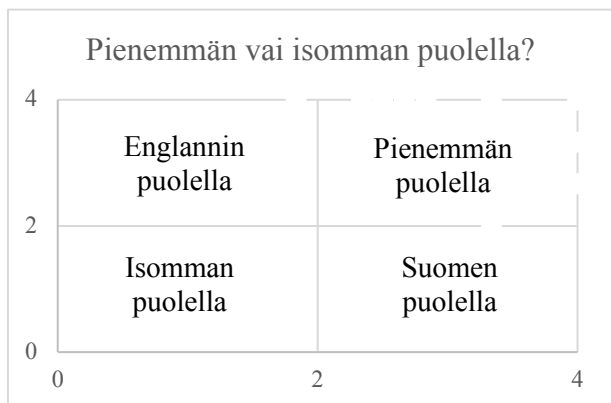 Pienemmän vai isomman puolella?
4
Englannin
puolella
Pienemmän
puolella
2
Isomman
puolella
Suomen
puolella
0
0 2 4